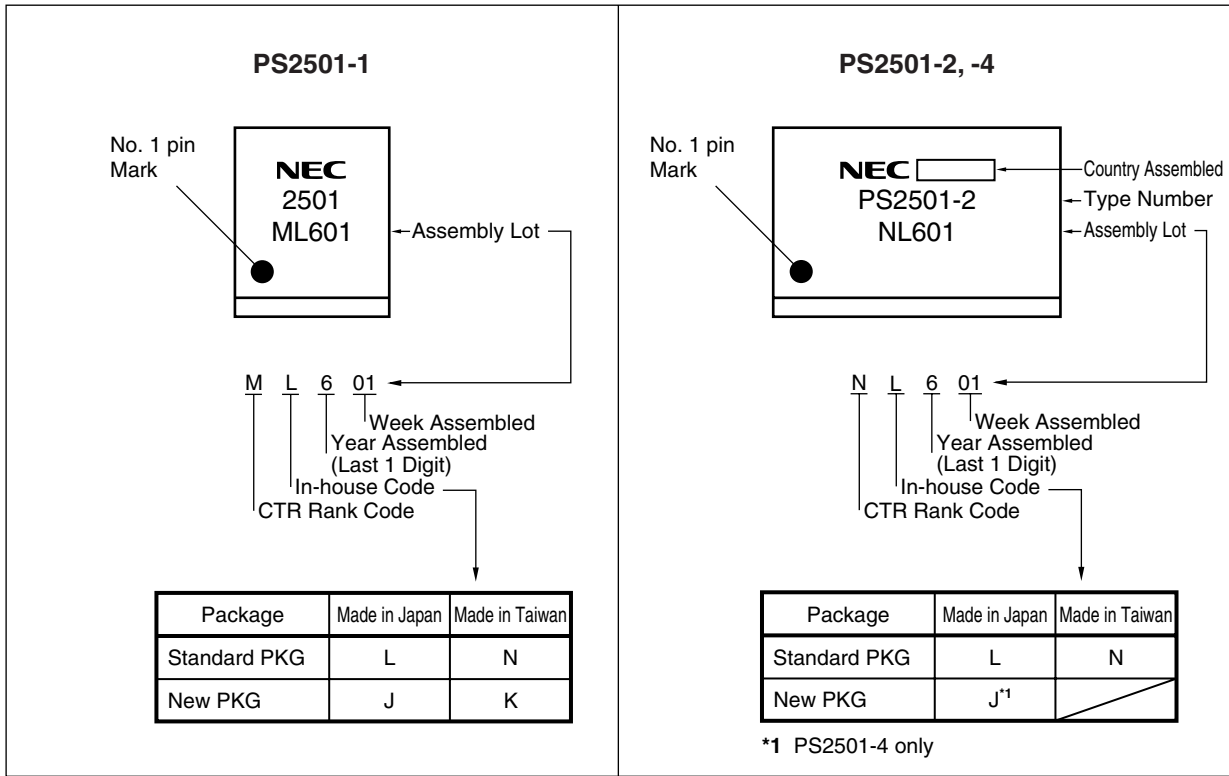 PS2501-1
No. 1 pin
Mark
NEC
2501
ML601
Assembly Lot
M L 6 01
Week Assembled
Year Assembled
(Last 1 Digit)
In-house Code
CTR Rank Code
Package Made in Japan Made in Taiwan
Standard PKG L N
New PKG J K
PS2501-2, -4
No. 1 pin
Mark
NEC
Country Assembled
PS2501-2
Type Number
NL601
Assembly Lot
N L 6 01
Week Assembled
Year Assembled
(Last 1 Digit)
In-house Code
CTR Rank Code
Package Made in Japan Made in Taiwan
Standard PKG L N
New PKG J*1
*1 PS2501-4 only